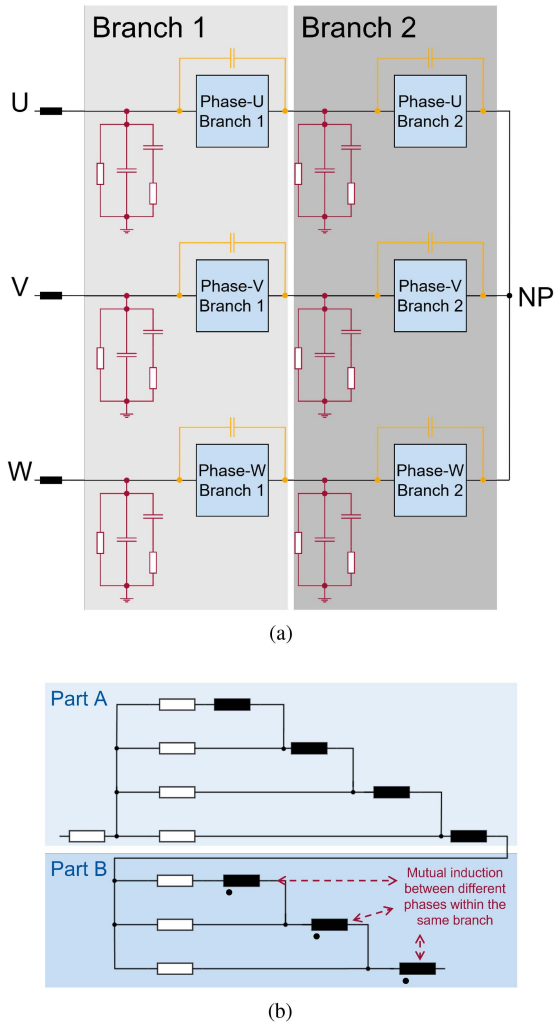 Branch 1
Branch 2
U
Phase-U
Branch 1
Phase-U
Branch 2
V
Phase-V
Branch 1
Phase-V
Branch 2
NP
W
Phase-W
Branch 1
Phase-W
Branch 2
(a)
Part A
Part B
Mutual induction
between different
phases within the
same branch
(b)